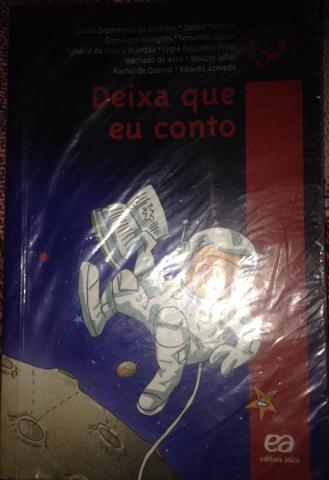 Carlos Drummond de Andrade • Dalton Trevisan
Domingos Pellegrini • Fernando Sabino
Ignácio de Loyola Brandão • Lygia Fagundes Telles
Machado de Assis • Moacyr Scliar
Rachel de Queiroz • Ricardo Azevedo
Deixa que
eu conto
ea
editora ática